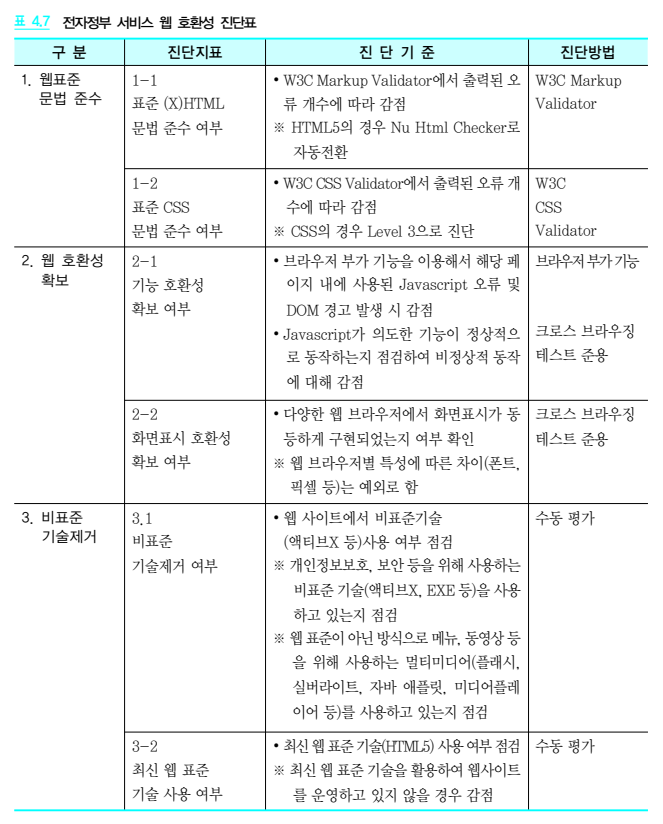 표 4.7 전자정부 서비스 웹 호환성 진단표
구 분 진단지표 진 단 기 준 진단방법
1. 웹표준
문법 준수
1-1
표준 (X)HTML
문법 준수 여부
• W3C Markup Validator에서 출력된 오
류 개수에 따라 감점
※ HTML5의 경우 Nu Html Checker로
자동전환
W3C Markup
Validator
1-2
표준 CSS
문법 준수 여부
• W3C CSS Validator에서 출력된 오류 개
수에 따라 감점
※ CSS의 경우 Level 3으로 진단
W3C
CSS
Validator
2. 웹 호환성
확보
2-1
기능 호환성
확보 여부
• 브라우저 부가 기능을 이용해서 해당 페
이지 내에 사용된 Javascript 오류 및
DOM 경고 발생 시 감점
• Javascript가 의도한 기능이 정상적으
로 동작하는지 점검하여 비정상적 동작
에 대해 감점
브라우저 부가 기능
크로스 브라우징
테스트 준용
2-2
화면표시 호환성
확보 여부
• 다양한 웹 브라우저에서 화면표시가 동
등하게 구현되었는지 여부 확인
※ 웹 브라우저별 특성에 따른 차이(폰트,
픽셀 등)는 예외로 함
크로스 브라우징
테스트 준용
3. 비표준
기술제거
3.1
비표준
기술제거 여부
• 웹 사이트에서 비표준기술
(액티브X 등)사용 여부 점검
※ 개인정보보호, 보안 등을 위해 사용하는
비표준 기술(액티브X, EXE 등)을 사용
하고 있는지 점검
※ 웹 표준이 아닌 방식으로 메뉴, 동영상 등
을 위해 사용하는 멀티미디어(플래시,
실버라이트, 자바 애플릿, 미디어플레
이어 등)를 사용하고 있는지 점검
수동 평가
3-2
최신 웹 표준
기술 사용 여부
• 최신 웹 표준 기술(HTML5) 사용 여부 점검
※ 최신 웹 표준 기술을 활용하여 웹사이트
를 운영하고 있지 않을 경우 감점
수동 평가